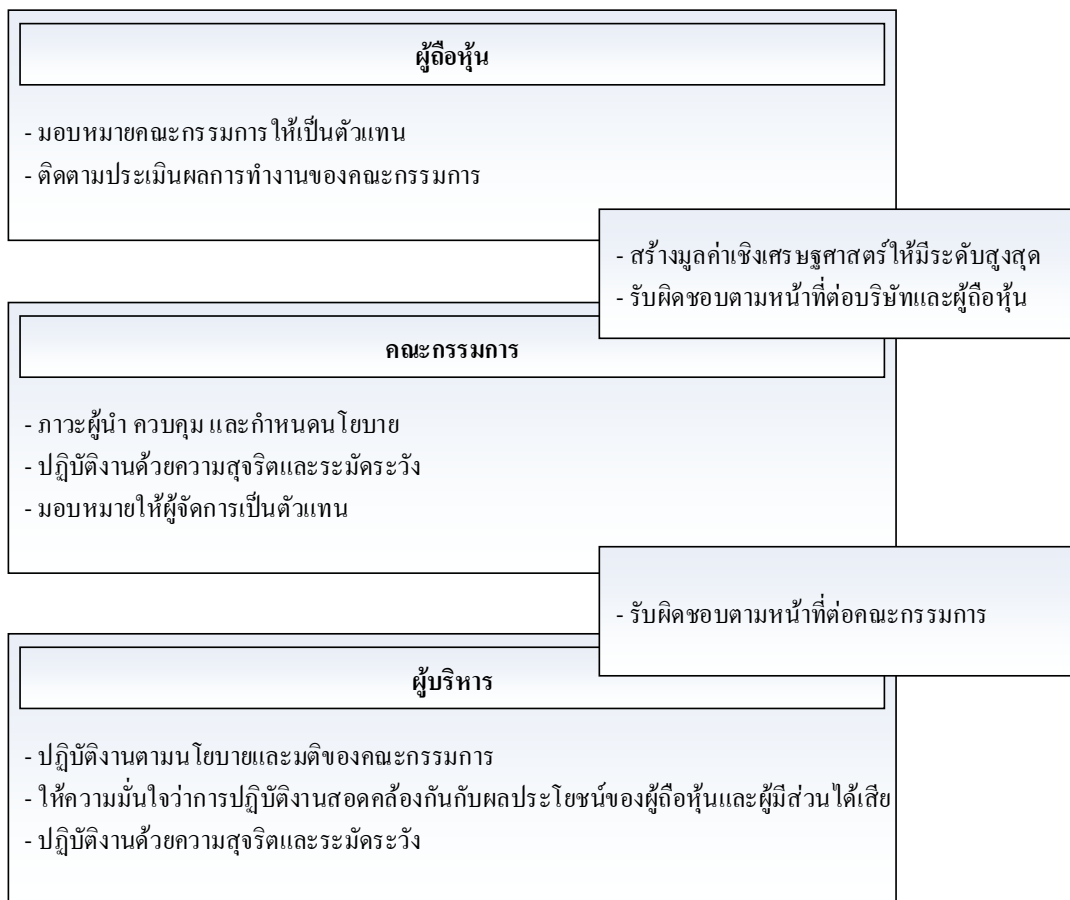 ผู้ถือหุ้น
- มอบหมายคณะกรรมการให้เป็นตัวแทน
- ติดตามประเมินผลการทำงานของคณะกรรมการ
- สร้างมูลค่าเชิงเศรษฐศาสตร์ให้มีระดับสูงสุด
- รับผิดชอบตามหน้าที่ต่อบริษัทและผู้ถือหุ้น
คณะกรรมการ
- ภาวะผู้นำ ควบคุม และกำหนดนโยบาย
- ปฏิบัติงานด้วยความสุจริตและระมัดระวัง
- มอบหมายให้ผู้จัดการเป็นตัวแทน
- รับผิดชอบตามหน้าที่ต่อคณะกรรมการ
ผู้บริหาร
- ปฏิบัติงานตามนโยบายและมติของคณะกรรมการ
- ให้ความมั่นใจว่าการปฏิบัติงานสอดคล้องกันกับผลประโยชน์ของผู้ถือหุ้นและผู้มีส่วนได้เสีย
- ปฏิบัติงานด้วยความสุจริตและระมัดระวัง